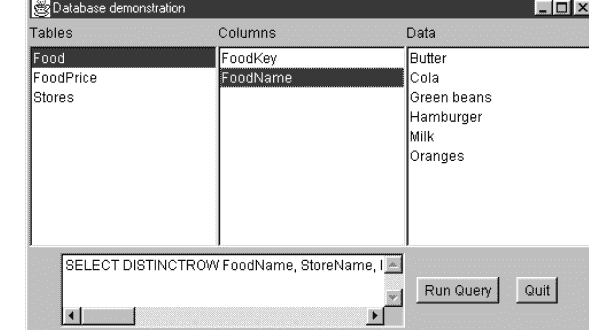 Database demonstration
Tables Columns Data
Food FoodKey Butter
FoodPrice FoodName Cola
Stores Green beans
Hamburger
Milk
Oranges
SELECT DISTINCTROW FoodName, StoreName,
Run Query Quit